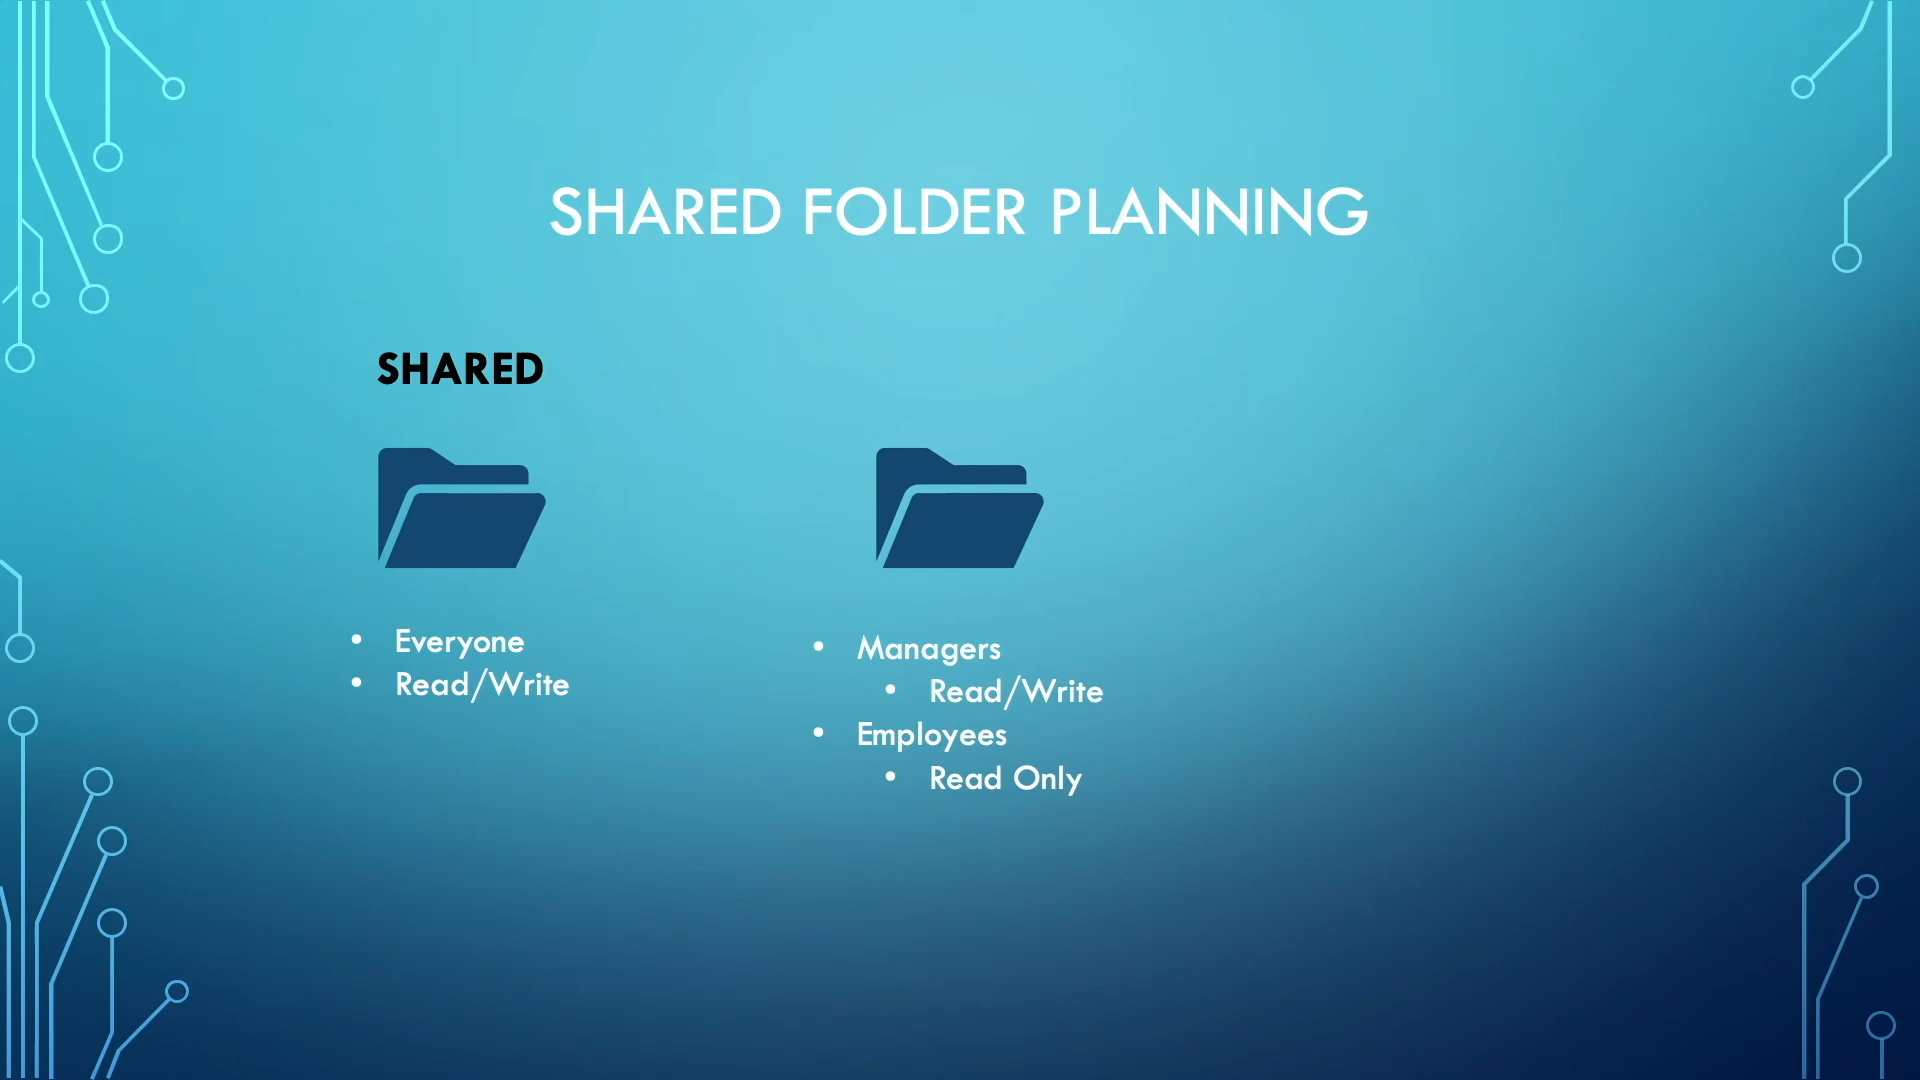 SHARED FOLDER PLANNING
SHARED
• Everyone
• Read/Write
• Managers
• Read/Write
• Employees
• Read Only